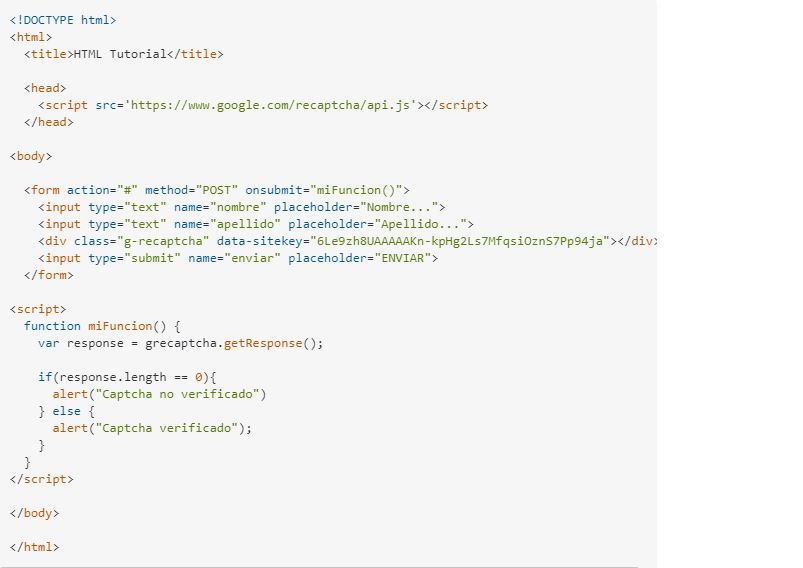 <!DOCTYPE html>
<html>
<title>HTML Tutorial</title>
<head>
<script src='https://www.google.com/recaptcha/api.js'></script>
</head>
<body>
<form action="#" method="POST" onsubmit="miFuncion()">
<input type="text" name="nombre" placeholder="Nombre...">
<input type="text" name="apellido" placeholder="Apellido...">
<div class="g-recaptcha" data-sitekey="6Le9zh8UAAAAAKn-kpHg2Ls7MfqsiOznS7Pp94ja"></div>
<input type="submit" name="enviar" placeholder="ENVIAR">
</form>
<script>
function miFuncion() {
var response = grecaptcha.getResponse();
if(response.length == 0){
alert("Captcha no verificado")
} else {
alert("Captcha verificado");
}
}
</script>
</body>
</html>